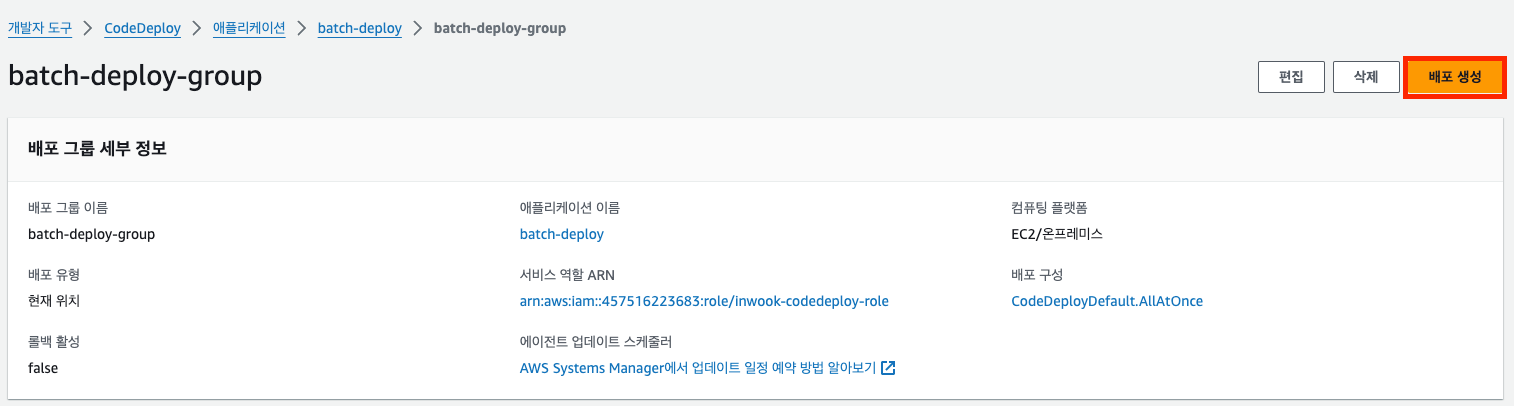 개발자 도구 > CodeDeploy > 애플리케이션 > batch-deploy > batch-deploy-group
batch-deploy-group
편집 삭제 배포 생성
배포 그룹 세부 정보
배포 그룹 이름 애플리케이션 이름 컴퓨팅 플랫폼
batch-deploy-group batch-deploy EC2/온프레미스
배포 유형 서비스 역할 ARN 배포 구성
현재 위치 arn:aws:iam::457516223683:role/inwook-codedeploy-role CodeDeployDefault.AllAtOnce
롤백 활성 에이전트 업데이트 스케줄러
false AWS Systems Manager에서 업데이트 일정 예약 방법 알아보기